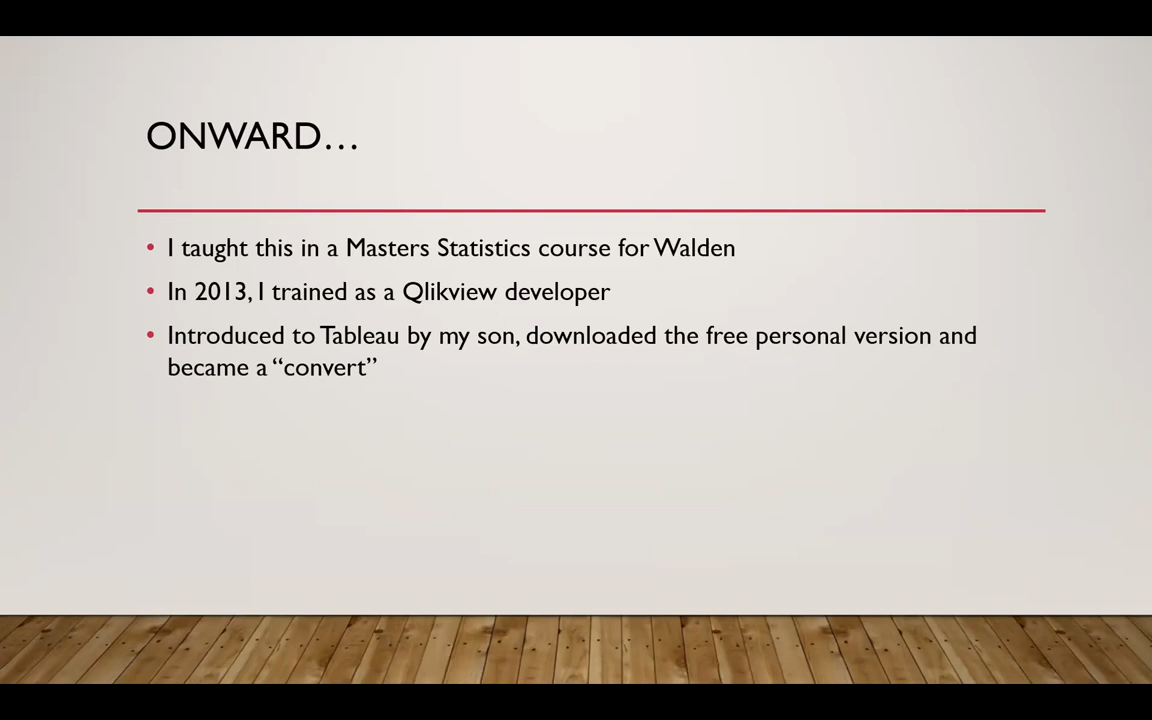 ONWARD…
• I taught this in a Masters Statistics course for Walden
• In 2013, I trained as a Qlikview developer
• Introduced to Tableau by my son, downloaded the free personal version and
became a “convert”